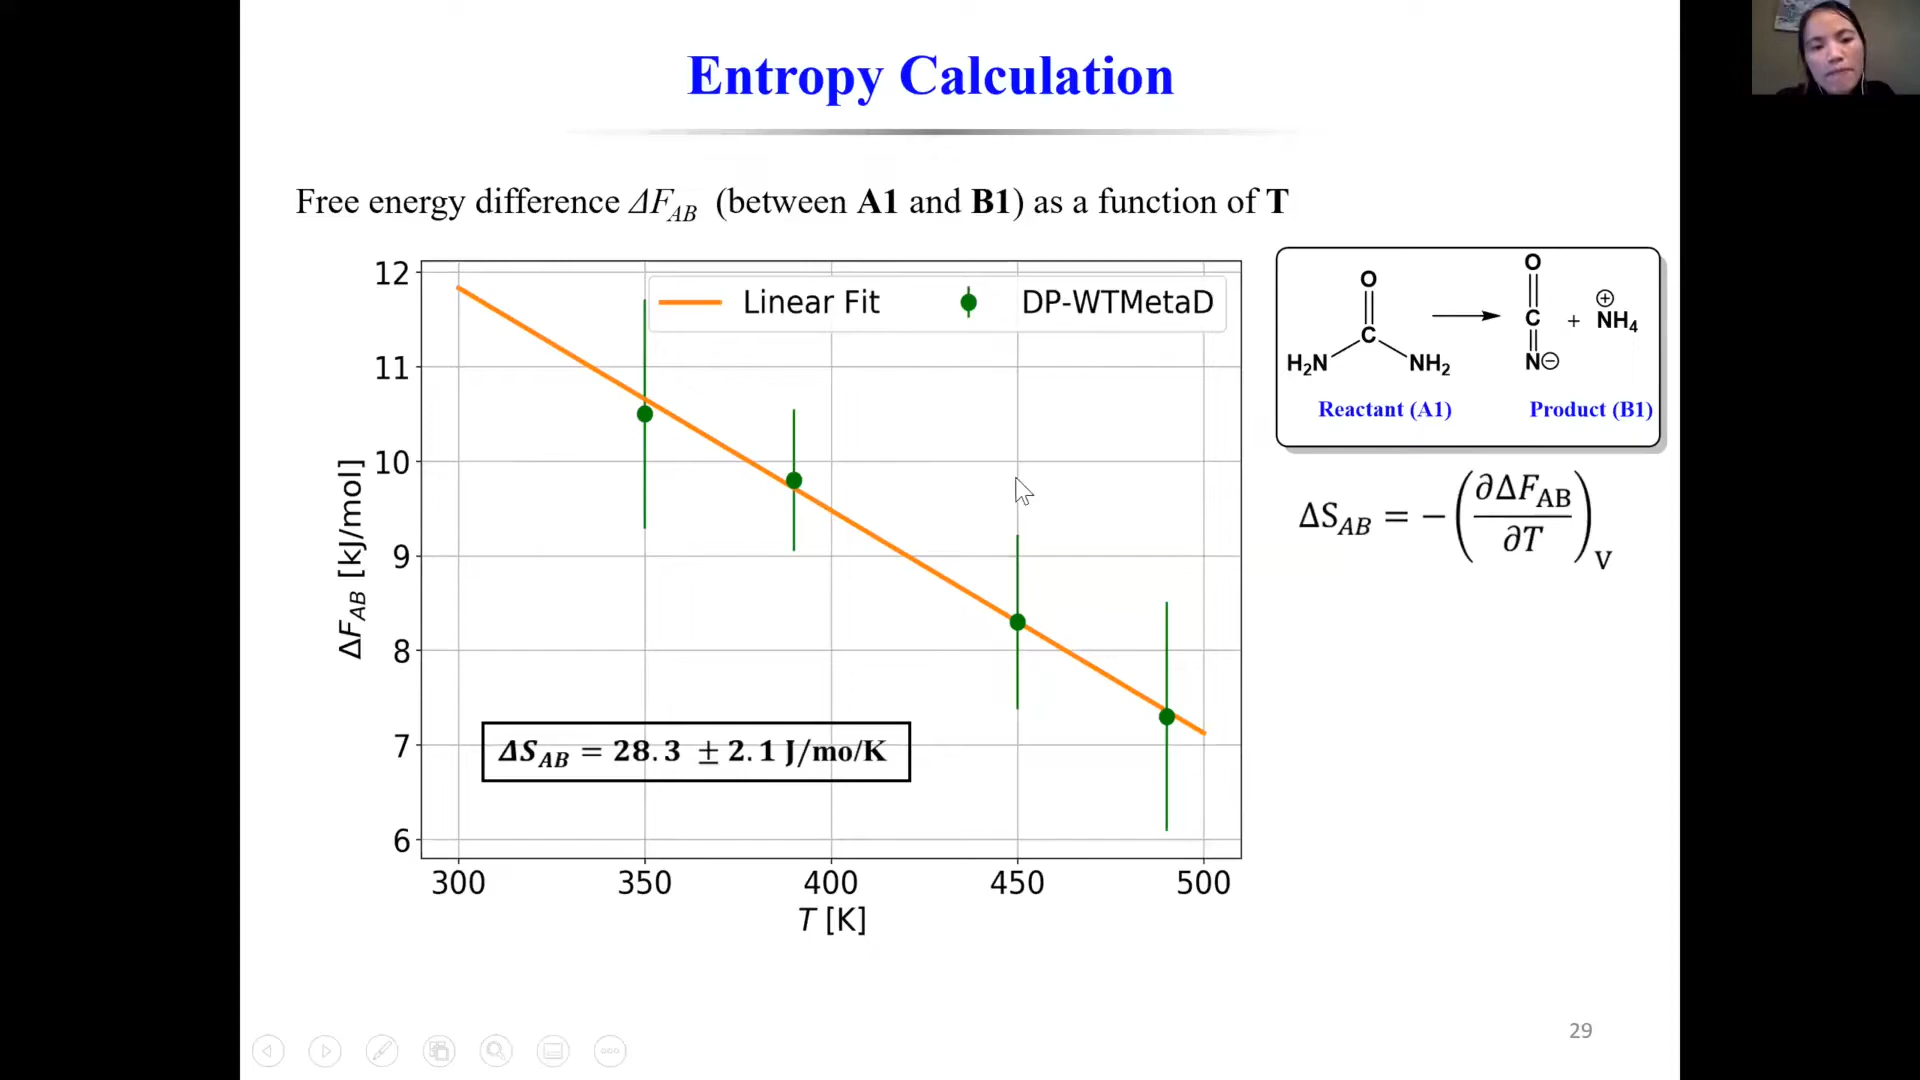 Entropy Calculation
Free energy difference ΔF_AB (between A1 and B1) as a function of T
12
11
10
9
8
7
6
ΔF_AB [kJ/mol]
Linear Fit
DP-WTMetaD
ΔS_AB = 28.3 ± 2.1 J/mo/K
300 350 400 450 500
T [K]
O
C
H₂N
NH₂
Reactant (A1)
O
C
N⊖
+
⊕
NH₄
Product (B1)
ΔS_AB = −(∂ΔF_AB/∂T)_V
29